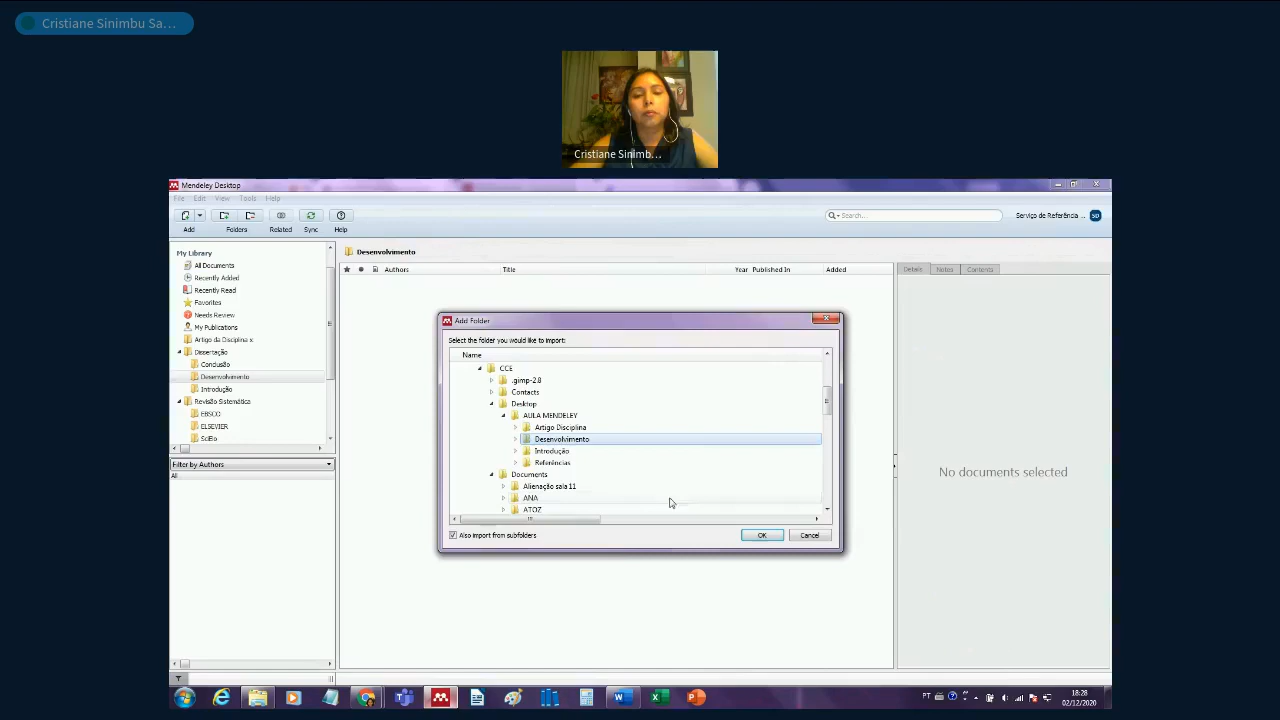 Cristiane Sinimbu Sa...
Cristiane Sinimb...
Mendeley Desktop
File Edit View Tools Help
Add Folders Related Sync Help
Search...
Serviço de Referência ...
SD
My Library
All Documents
Recently Added
Recently Read
Favorites
Needs Review
My Publications
Artigo da Disciplina x
Dissertação
Conclusão
Desenvolvimento
Introdução
Revisão Sistemática
EBSCO
ELSEVIER
SciElo
Filter by Authors
All
Desenvolvimento
Authors Title Year Published In Added
Details Notes Contents
No documents selected
Add Folder
Select the folder you would like to import:
Name
CCE
.gimp-2.8
Contacts
Desktop
AULA MENDELEY
Artigo Disciplina
Desenvolvimento
Introdução
Referências
Documents
Alienação sala 11
ANA
ATOZ
Also import from subfolders
OK Cancel
PT
18:28
02/12/2020